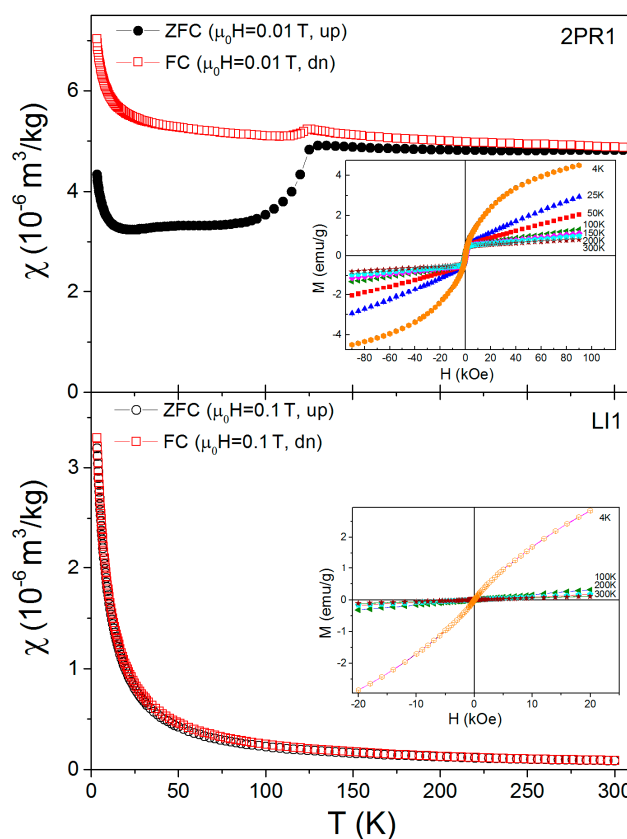 ZFC (μ₀H=0.01 T, up)
2PR1
FC (μ₀H=0.01 T, dn)
χ (10⁻⁶ m³/kg)
6
4
2
0
M (emu/g)
4
2
0
-2
-4
4K
25K
50K
100K
150K
200K
300K
-80 -60 -40 -20 0 20 40 60 80 100
H (kOe)
ZFC (μ₀H=0.1 T, up)
LI1
FC (μ₀H=0.1 T, dn)
χ (10⁻⁶ m³/kg)
3
2
1
0
M (emu/g)
2
1
0
-1
-2
4K
100K
200K
300K
-20 -10 0 10 20
H (kOe)
0 50 100 150 200 250 300
T (K)